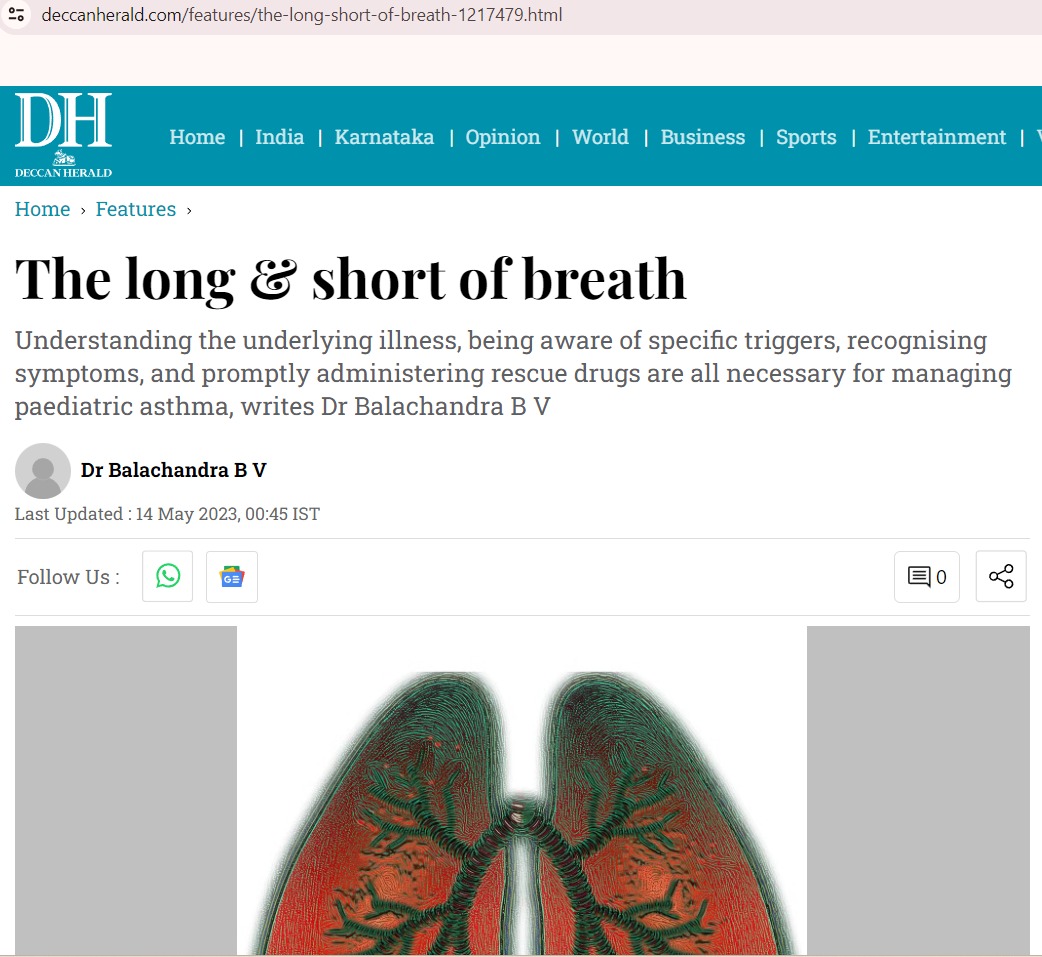 deccanherald.com/features/the-long-short-of-breath-1217479.html
DH
DECCAN HERALD
Home | India | Karnataka | Opinion | World | Business | Sports | Entertainment |
Home › Features ›
The long & short of breath
Understanding the underlying illness, being aware of specific triggers, recognising
symptoms, and promptly administering rescue drugs are all necessary for managing
paediatric asthma, writes Dr Balachandra B V
Dr Balachandra B V
Last Updated : 14 May 2023, 00:45 IST
Follow Us :
GE
0